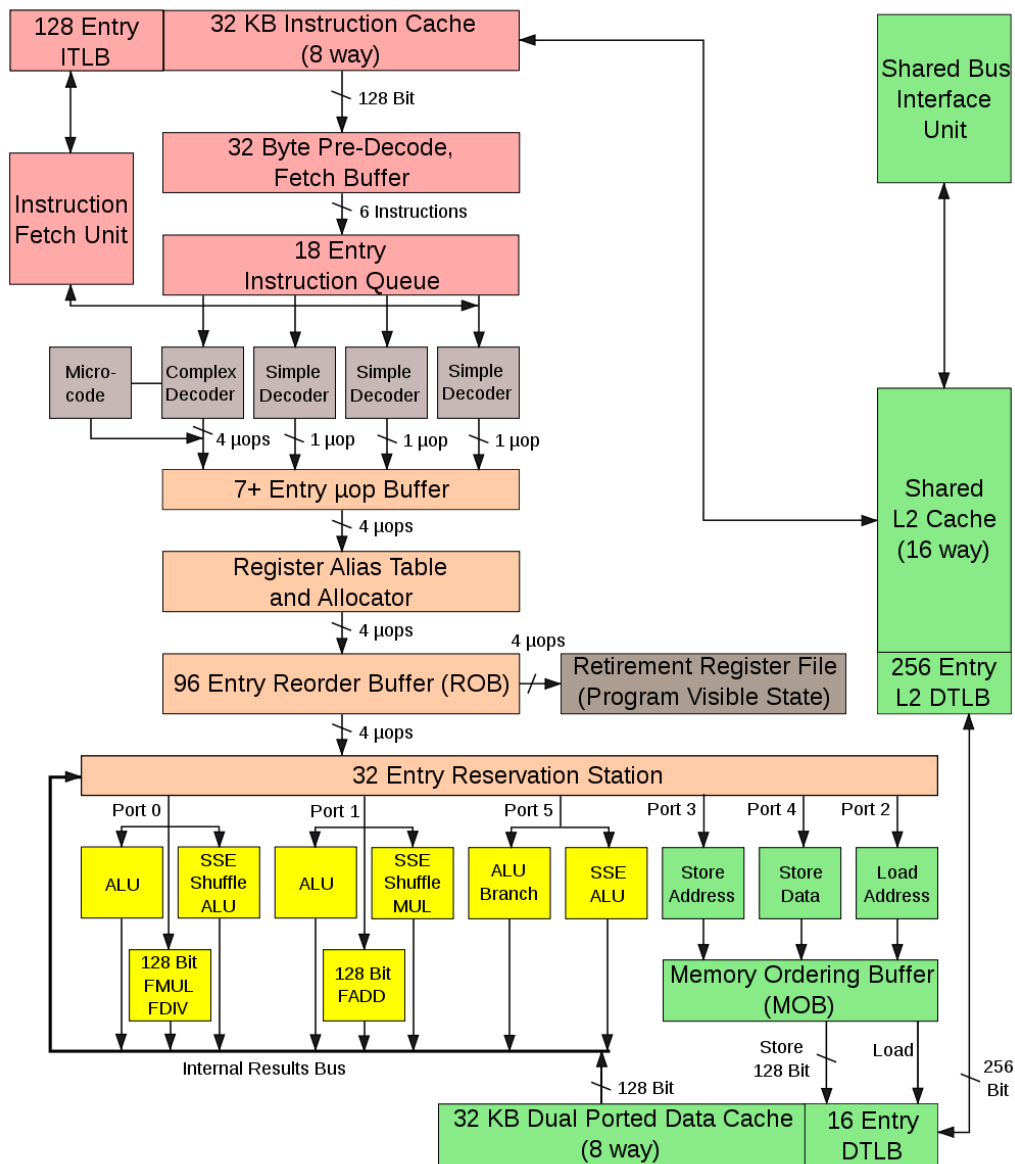 128 Entry
ITLB
32 KB Instruction Cache
(8 way)
128 Bit
Shared Bus
Interface
Unit
32 Byte Pre-Decode,
Fetch Buffer
Instruction
Fetch Unit
6 Instructions
18 Entry
Instruction Queue
Micro-
code
Complex
Decoder
Simple
Decoder
Simple
Decoder
Simple
Decoder
4 µops
1 µop
1 µop
1 µop
7+ Entry µop Buffer
4 µops
Shared
L2 Cache
(16 way)
Register Alias Table
and Allocator
4 µops
4 µops
96 Entry Reorder Buffer (ROB)
Retirement Register File
(Program Visible State)
256 Entry
L2 DTLB
4 µops
32 Entry Reservation Station
Port 0
Port 1
Port 5
Port 3
Port 4
Port 2
ALU
SSE
Shuffle
ALU
ALU
SSE
Shuffle
MUL
ALU
Branch
SSE
ALU
Store
Address
Store
Data
Load
Address
128 Bit
FMUL
FDIV
128 Bit
FADD
Memory Ordering Buffer
(MOB)
Internal Results Bus
Store
128 Bit
Load
256
Bit
128 Bit
32 KB Dual Ported Data Cache
(8 way)
16 Entry
DTLB